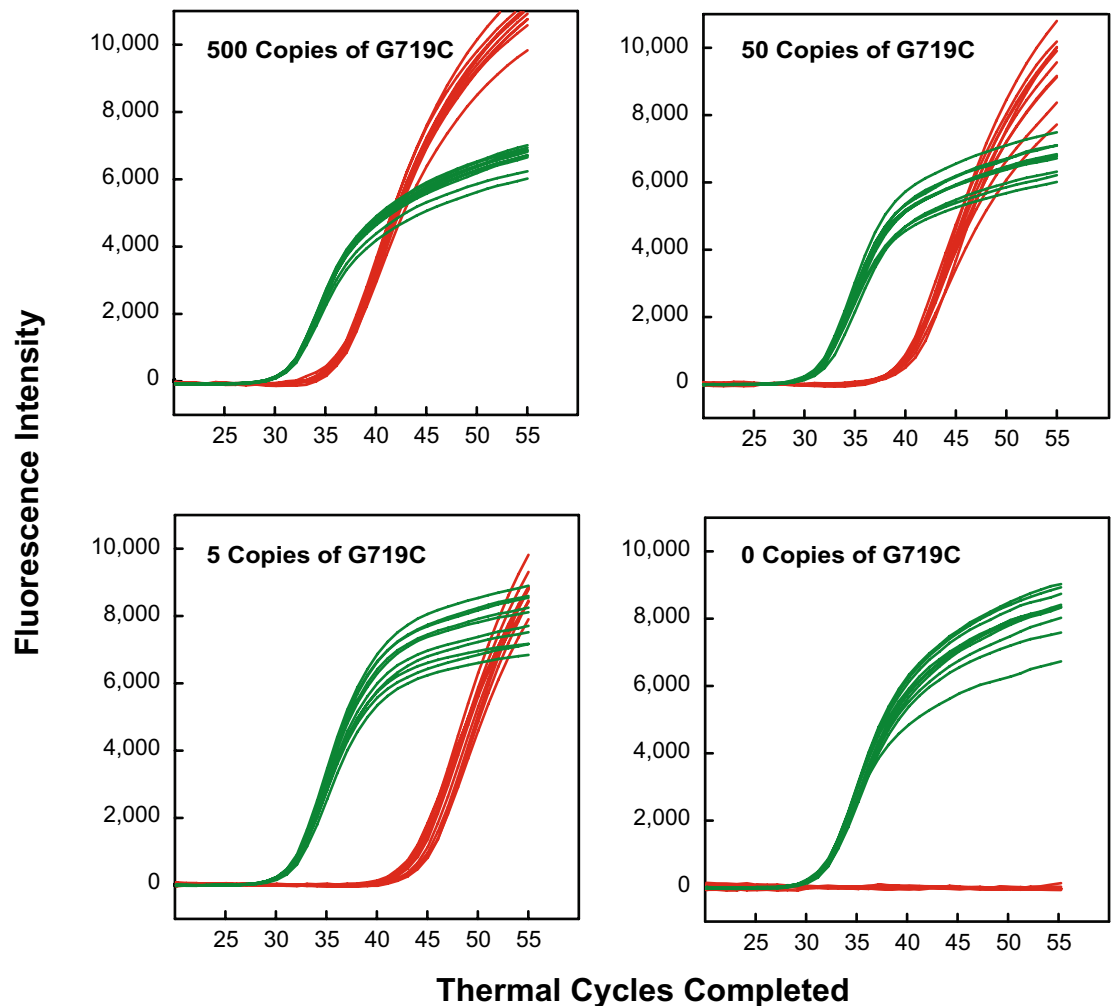 Fluorescence Intensity
500 Copies of G719C
10,000
8,000
6,000
4,000
2,000
0
25 30 35 40 45 50 55
50 Copies of G719C
10,000
8,000
6,000
4,000
2,000
0
25 30 35 40 45 50 55
5 Copies of G719C
10,000
8,000
6,000
4,000
2,000
0
25 30 35 40 45 50 55
0 Copies of G719C
10,000
8,000
6,000
4,000
2,000
0
25 30 35 40 45 50 55
Thermal Cycles Completed